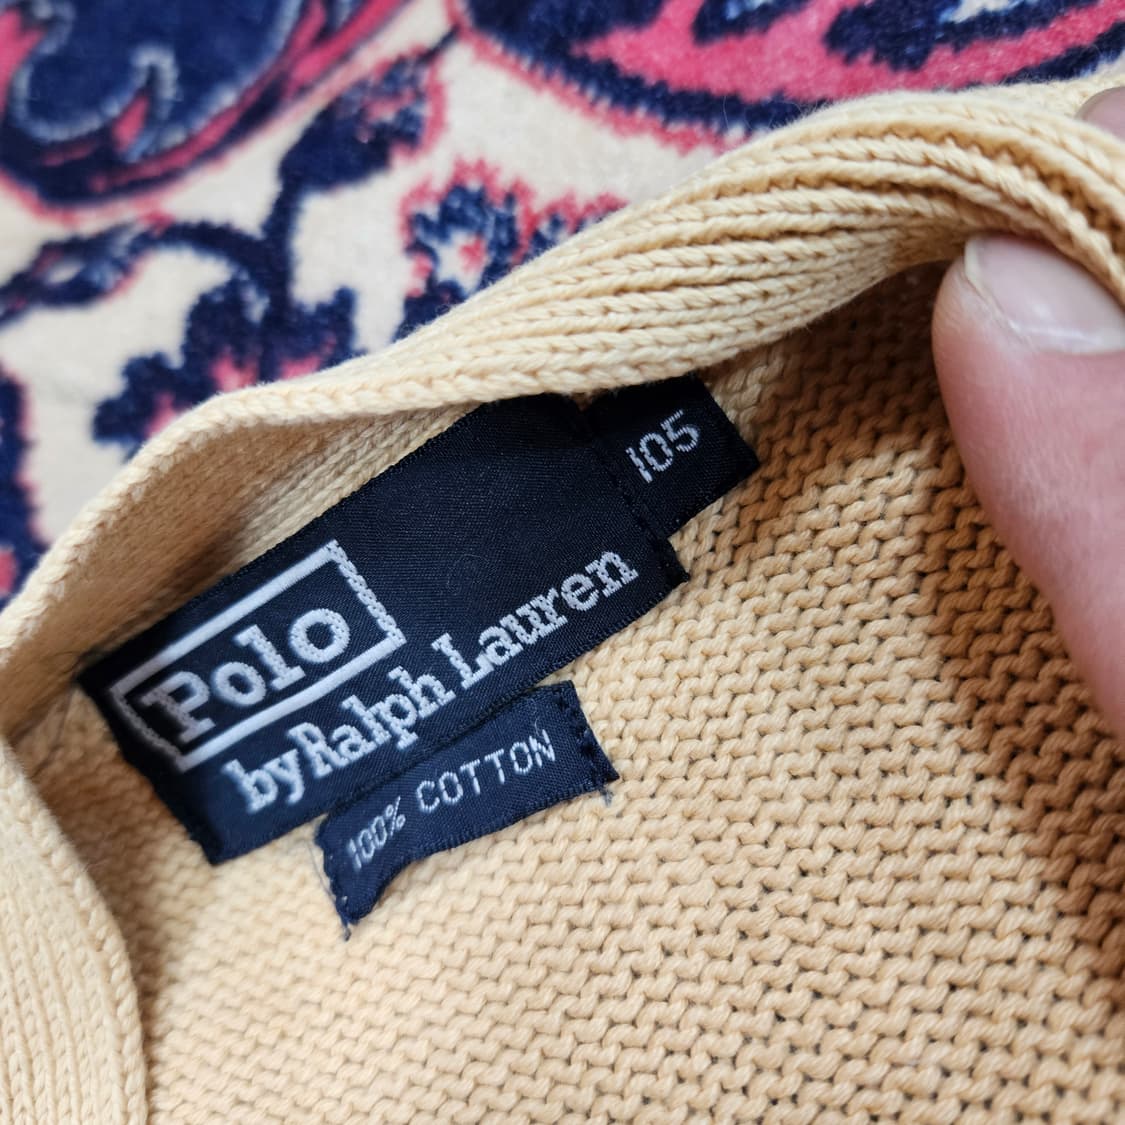 105
Polo
by Ralph Lauren
100% COTTON